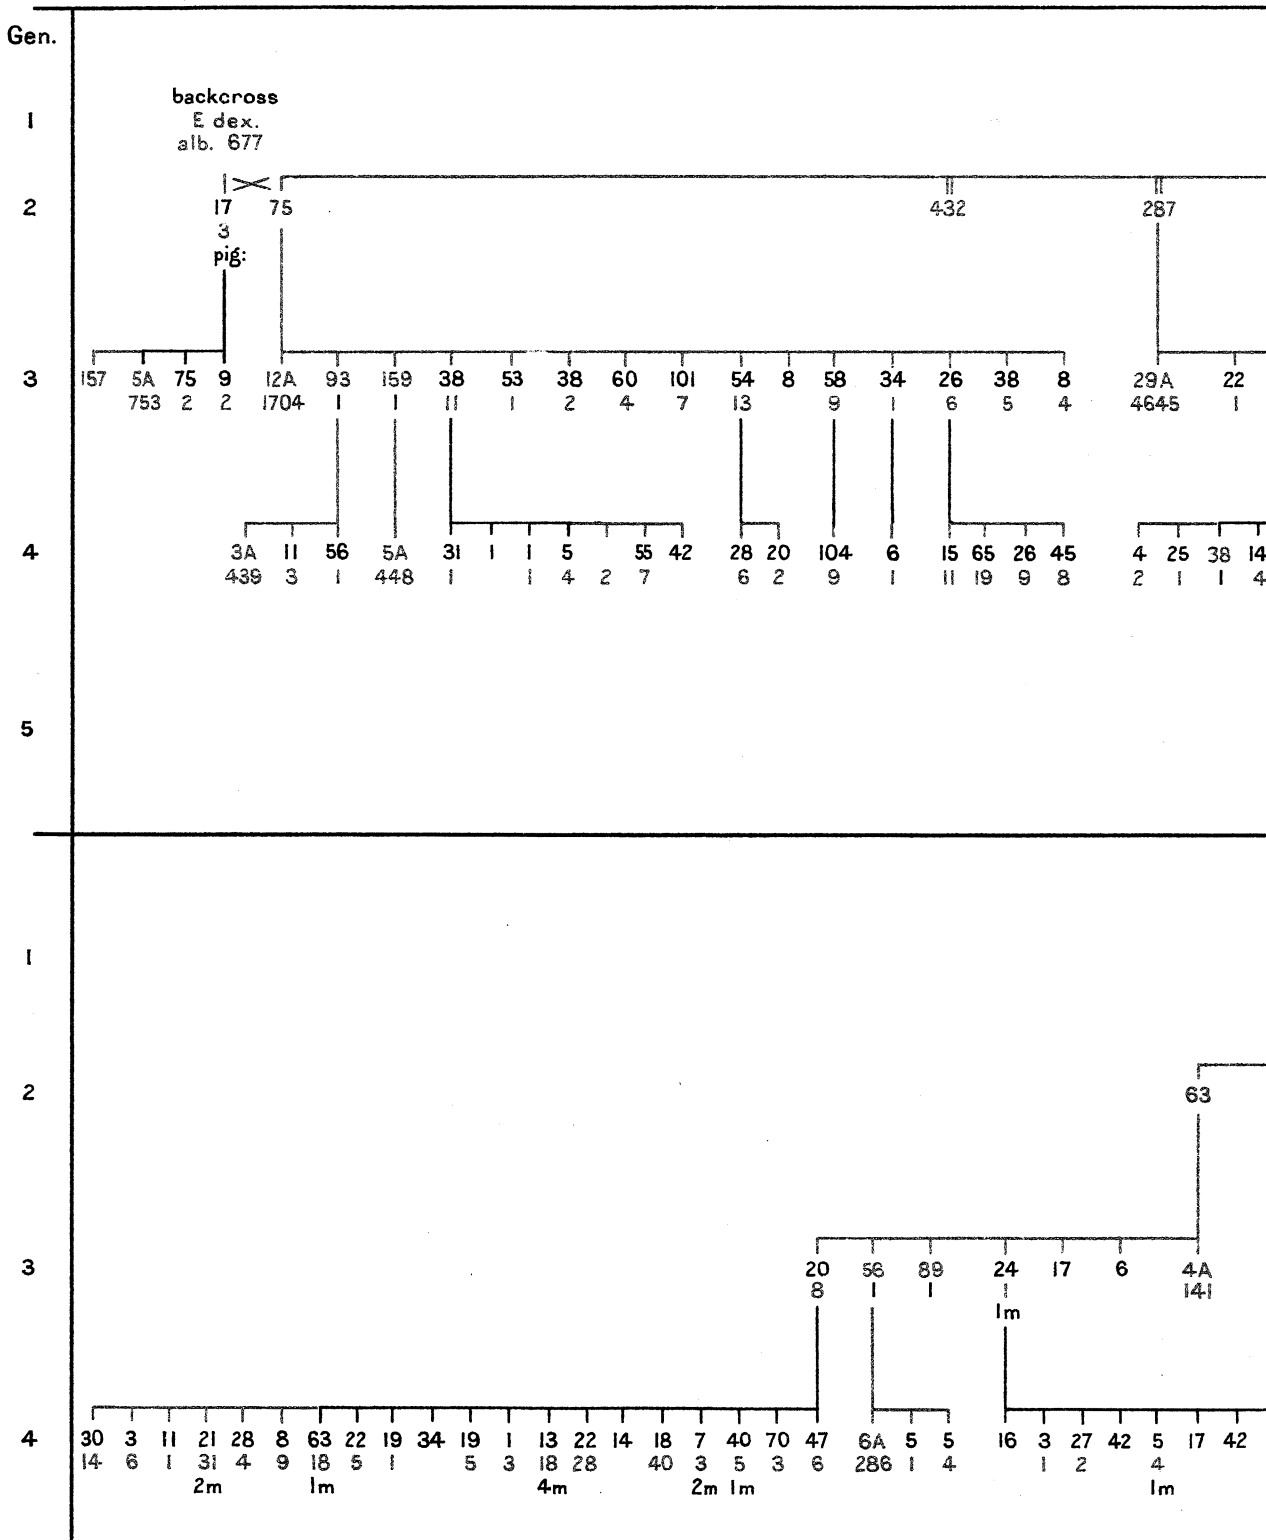 Gen.
backcross
1 E dex.
alb. 677
2 17 75 432 287
3
pig:
3 157 5A 75 9 12A 93 159 38 53 38 60 101 54 8 58 34 26 38 8 29A 22
753 2 2 1704 1 1 11 1 2 4 7 13 9 1 6 5 4 4645 1
4 3A 11 56 5A 31 1 1 5 55 42 28 20 104 6 15 65 26 45 4 25 38 14
439 3 1 448 1 1 4 2 7 6 2 9 1 11 19 9 8 2 1 1 4
5
1
2 63
3 20 56 89 24 17 6 4A
8 1 1 1 141
1m
4 30 3 11 21 28 8 63 22 19 34 19 1 13 22 14 18 7 40 70 47 6A 5 5 16 3 27 42 5 17 42
14 6 1 31 4 9 18 5 1 5 3 18 28 40 3 5 3 6 286 1 4 1 2 4
2m 1m 4m 2m 1m 1m